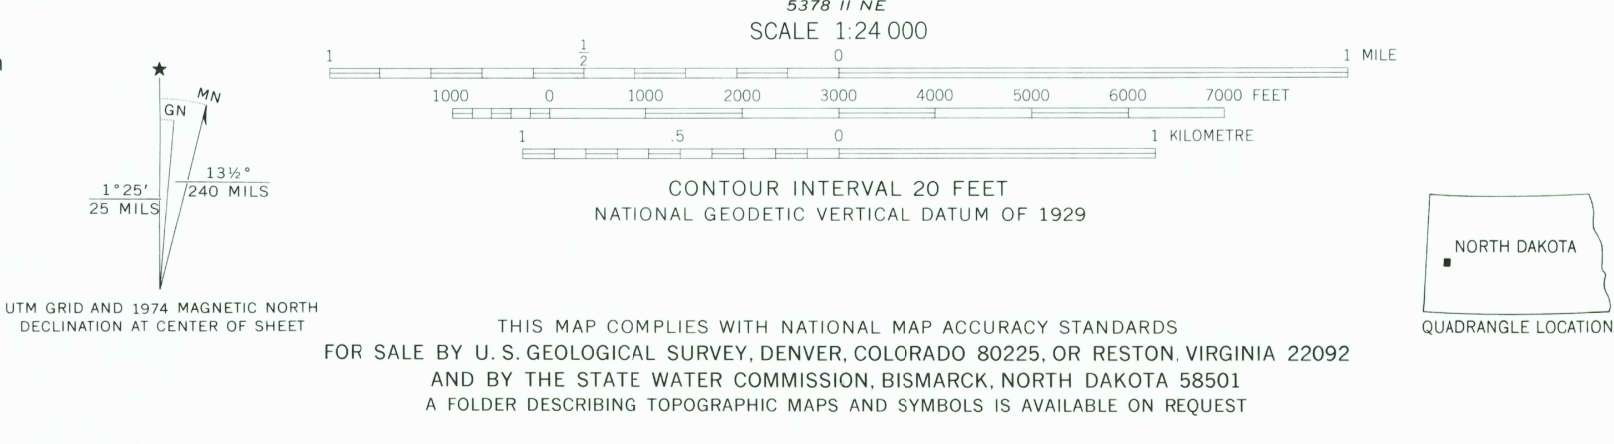 5378 II NE
SCALE 1:24 000
1 1/2 0 1 MILE
1000 0 1000 2000 3000 4000 5000 6000 7000 FEET
1 .5 0 1 KILOMETRE
CONTOUR INTERVAL 20 FEET
NATIONAL GEODETIC VERTICAL DATUM OF 1929
★
MN
GN
13½°
240 MILS
1°25′
25 MILS
UTM GRID AND 1974 MAGNETIC NORTH
DECLINATION AT CENTER OF SHEET
THIS MAP COMPLIES WITH NATIONAL MAP ACCURACY STANDARDS
FOR SALE BY U. S. GEOLOGICAL SURVEY, DENVER, COLORADO 80225, OR RESTON, VIRGINIA 22092
AND BY THE STATE WATER COMMISSION, BISMARCK, NORTH DAKOTA 58501
A FOLDER DESCRIBING TOPOGRAPHIC MAPS AND SYMBOLS IS AVAILABLE ON REQUEST
NORTH DAKOTA
QUADRANGLE LOCATION